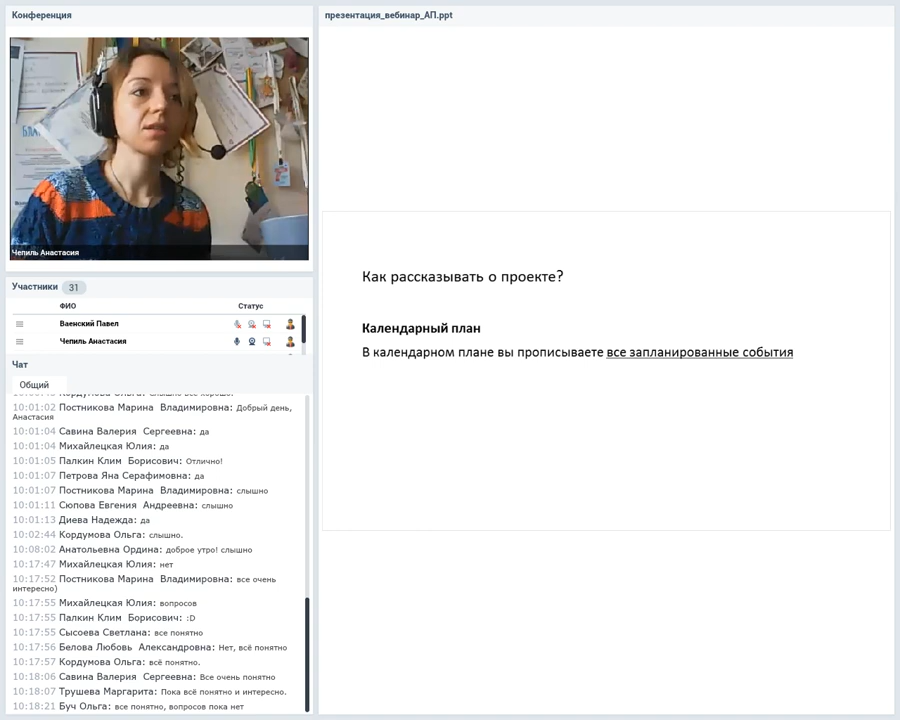 Конференция
Чепиль Анастасия
Участники 31
ФИО Статус
Ваенский Павел
Чепиль Анастасия
Чат
Общий
10:01:02 Постникова Марина Владимировна: Добрый день,
Анастасия
10:01:04 Савина Валерия Сергеевна: да
10:01:04 Михайлецкая Юлия: да
10:01:05 Палкин Клим Борисович: Отлично!
10:01:07 Петрова Яна Серафимовна: да
10:01:07 Постникова Марина Владимировна: слышно
10:01:11 Сюпова Евгения Андреевна: слышно
10:01:13 Диева Надежда: да
10:02:44 Кордумова Ольга: слышно.
10:08:02 Анатольевна Ордина: доброе утро! слышно
10:17:47 Михайлецкая Юлия: нет
10:17:52 Постникова Марина Владимировна: все очень
интересно)
10:17:55 Михайлецкая Юлия: вопросов
10:17:55 Палкин Клим Борисович: :D
10:17:55 Сысоева Светлана: все понятно
10:17:56 Белова Любовь Александровна: Нет, всё понятно
10:17:57 Кордумова Ольга: всё понятно.
10:18:06 Савина Валерия Сергеевна: Все очень понятно
10:18:07 Трушева Маргарита: Пока всё понятно и интересно.
10:18:21 Буч Ольга: все понятно, вопросов пока нет
презентация_вебинар_АП.ppt
Как рассказывать о проекте?
Календарный план
В календарном плане вы прописываете все запланированные события